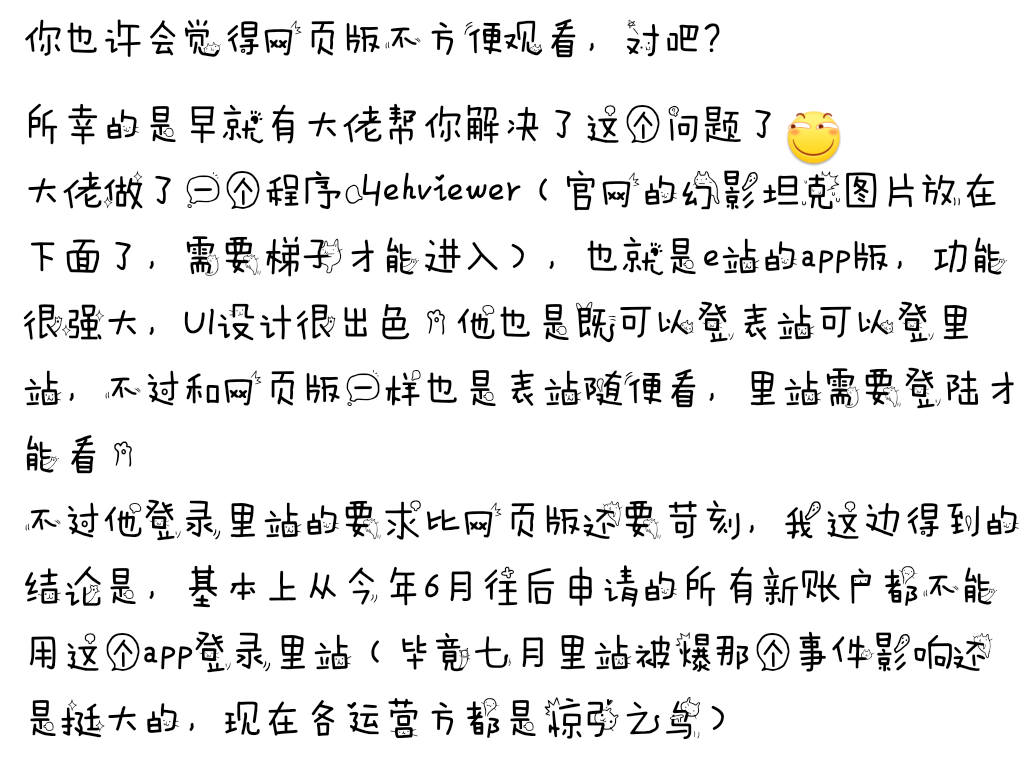 你也许会觉得网页版不方便观看，对吧？
所幸的是早就有大佬帮你解决了这个问题了
大佬做了一个程序叫ehviewer（官网的幻影坦克图片放在
下面了，需要梯子才能进入），也就是e站的app版，功能
很强大，UI设计很出色，他也是既可以登表站可以登里
站，不过和网页版一样也是表站随便看，里站需要登陆才
能看，
不过他登录里站的要求比网页版还要苛刻，我这边得到的
结论是，基本上从今年6月往后申请的所有新账户都不能
用这个app登录里站（毕竟七月里站被爆那个事件影响还
是挺大的，现在各运营方都是惊弓之鸟）